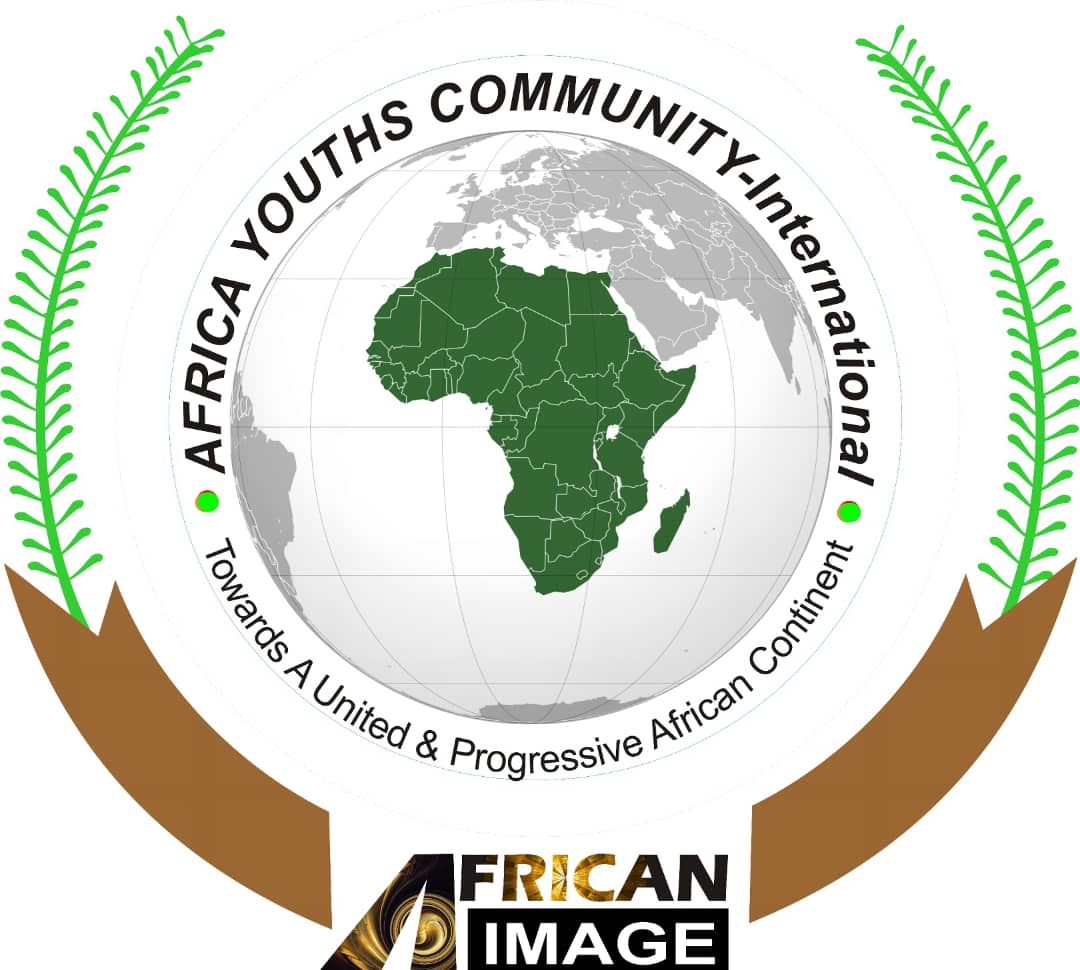 AFRICA YOUTHS COMMUNITY-International
Towards A United & Progressive African Continent
AFRICAN
IMAGE